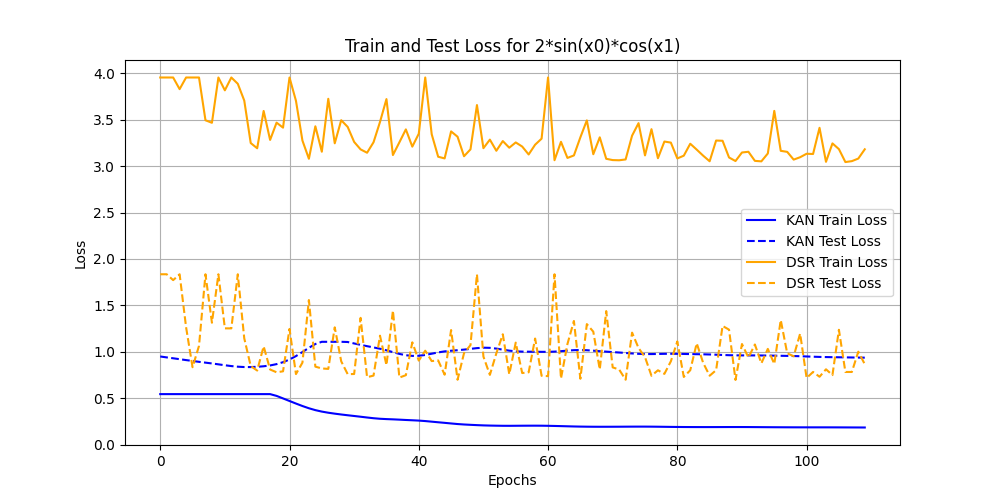 Train and Test Loss for 2*sin(x0)*cos(x1)
4.0
3.5
3.0
2.5
2.0
1.5
1.0
0.5
0.0
Loss
KAN Train Loss
KAN Test Loss
DSR Train Loss
DSR Test Loss
0 20 40 60 80 100
Epochs